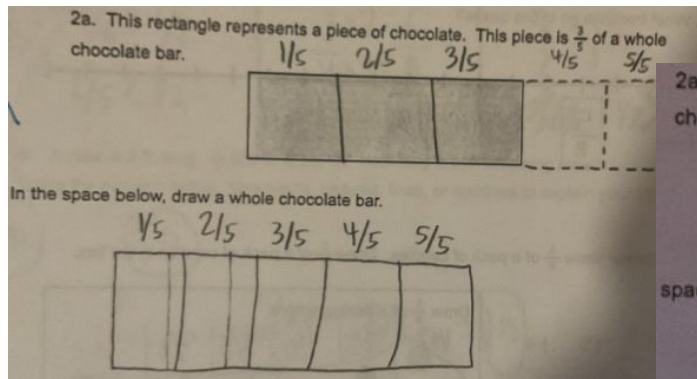 2a. This rectangle represents a piece of chocolate. This piece is 3/5 of a whole
chocolate bar.
1/5 2/5 3/5 4/5 5/5
2a
ch
In the space below, draw a whole chocolate bar.
1/5 2/5 3/5 4/5 5/5
spa